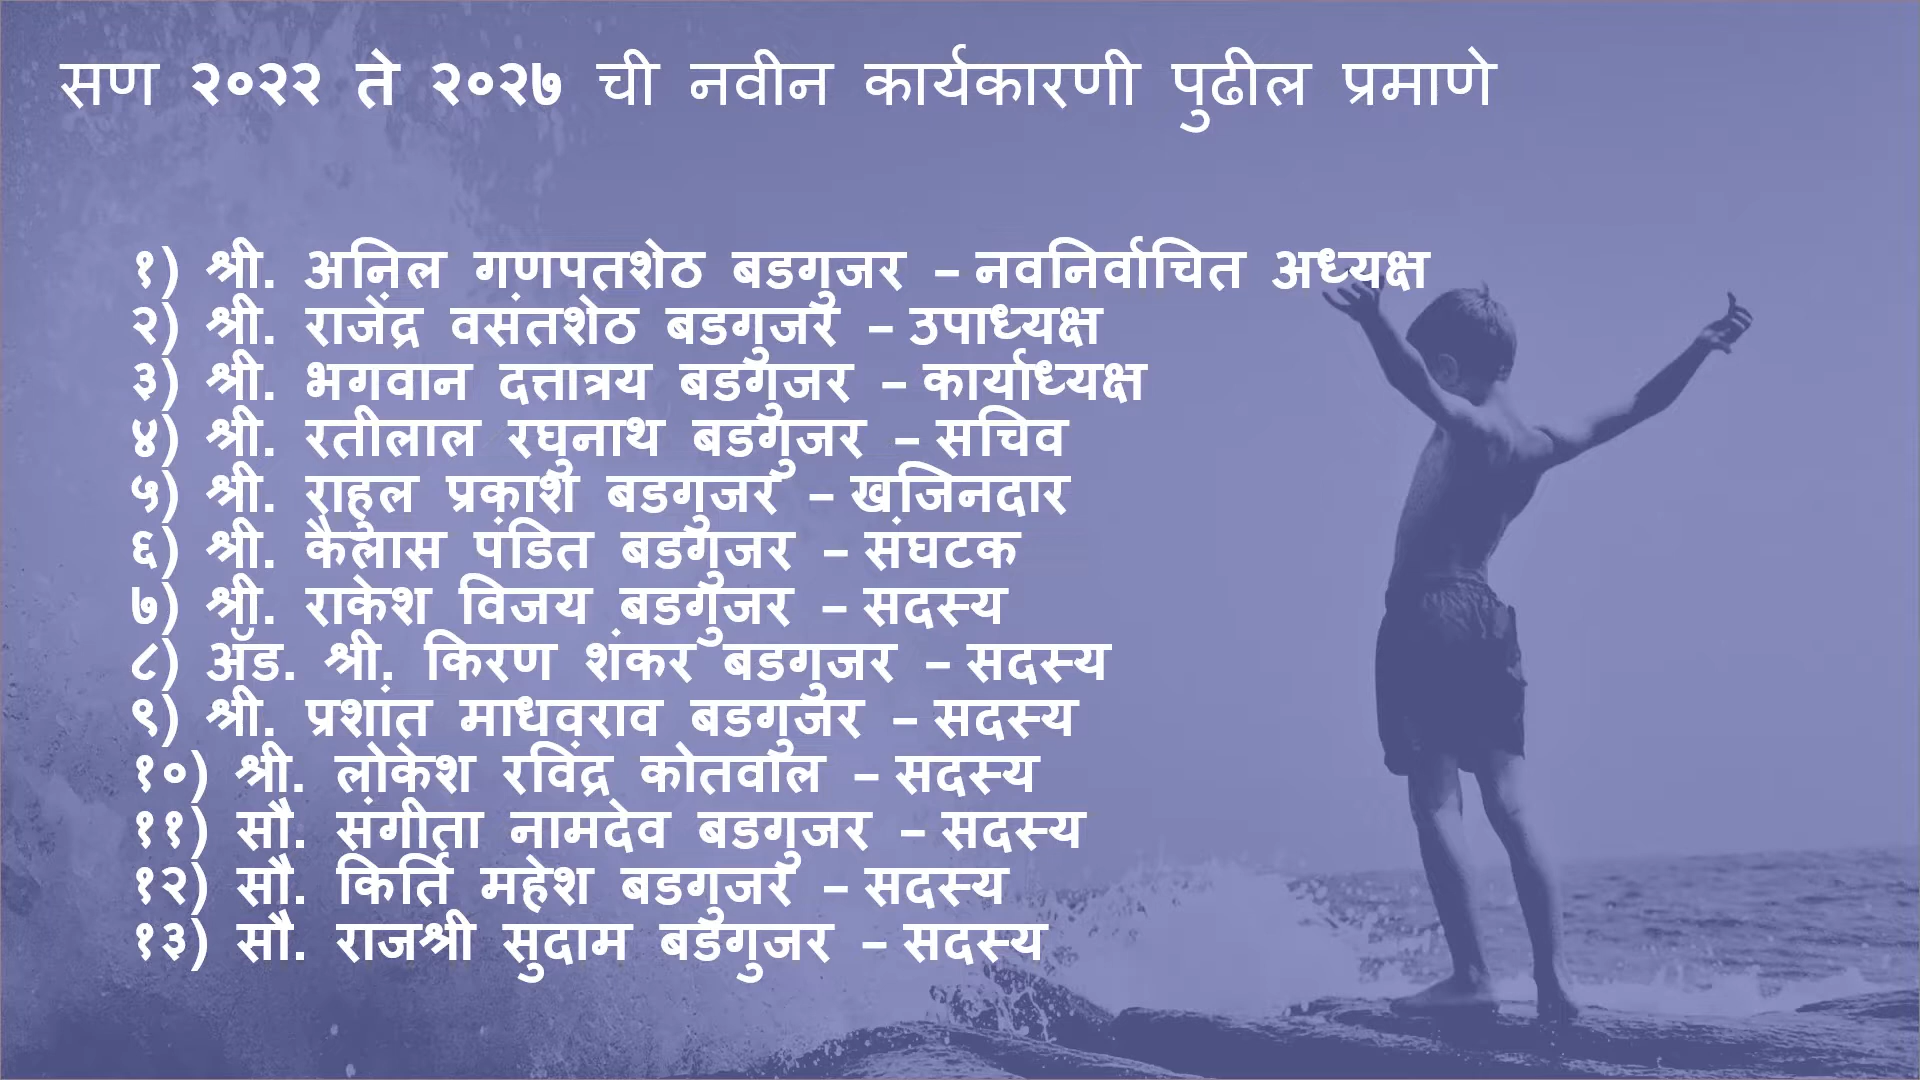 सण २०२२ ते २०२७ ची नवीन कार्यकारणी पुढील प्रमाणे
१) श्री. अनिल गणपतशेठ बडगुजर – नवनिर्वाचित अध्यक्ष
२) श्री. राजेंद्र वसंतशेठ बडगुजर – उपाध्यक्ष
३) श्री. भगवान दत्तात्रय बडगुजर – कार्याध्यक्ष
४) श्री. रतीलाल रघुनाथ बडगुजर – सचिव
५) श्री. राहुल प्रकाश बडगुजर – खजिनदार
६) श्री. कैलास पंडित बडगुजर – संघटक
७) श्री. राकेश विजय बडगुजर – सदस्य
८) ॲड. श्री. किरण शंकर बडगुजर – सदस्य
९) श्री. प्रशांत माधवराव बडगुजर – सदस्य
१०) श्री. लोकेश रविंद्र कोतवाल – सदस्य
११) सौ. संगीता नामदेव बडगुजर – सदस्य
१२) सौ. किर्ति महेश बडगुजर – सदस्य
१३) सौ. राजश्री सुदाम बडगुजर – सदस्य